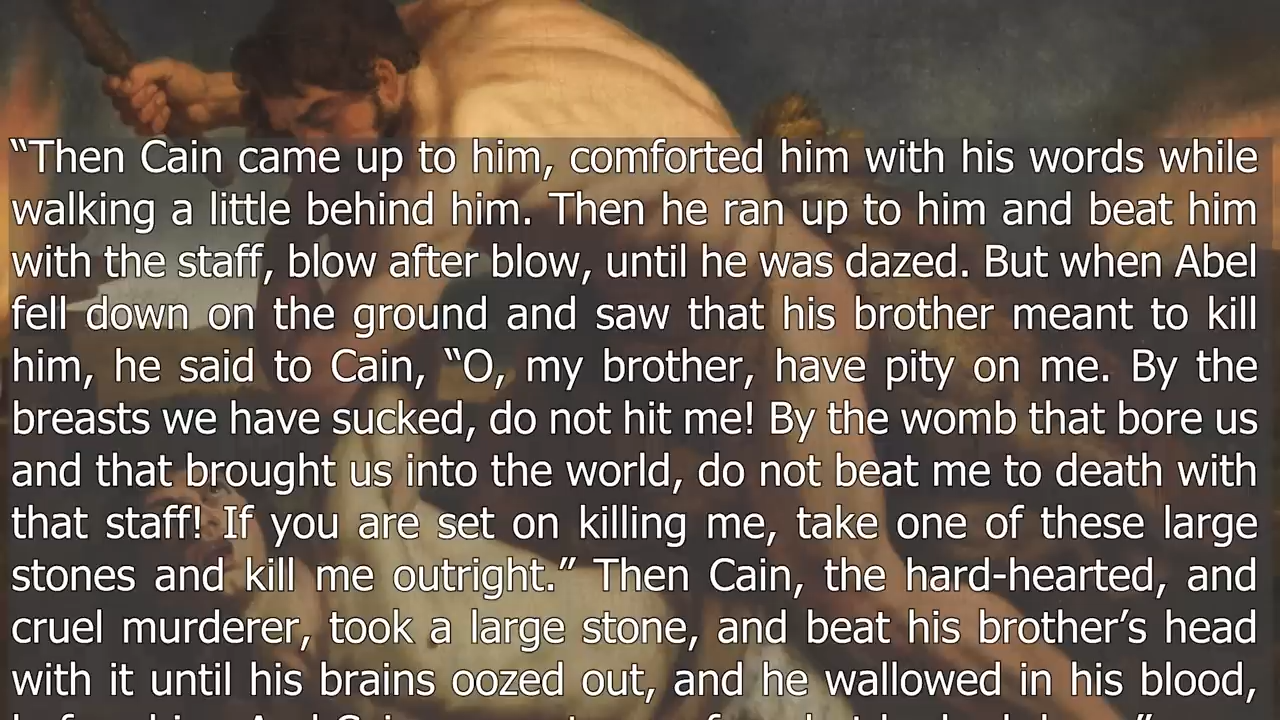 “Then Cain came up to him, comforted him with his words while
walking a little behind him. Then he ran up to him and beat him
with the staff, blow after blow, until he was dazed. But when Abel
fell down on the ground and saw that his brother meant to kill
him, he said to Cain, “O, my brother, have pity on me. By the
breasts we have sucked, do not hit me! By the womb that bore us
and that brought us into the world, do not beat me to death with
that staff! If you are set on killing me, take one of these large
stones and kill me outright.” Then Cain, the hard-hearted, and
cruel murderer, took a large stone, and beat his brother’s head
with it until his brains oozed out, and he wallowed in his blood,